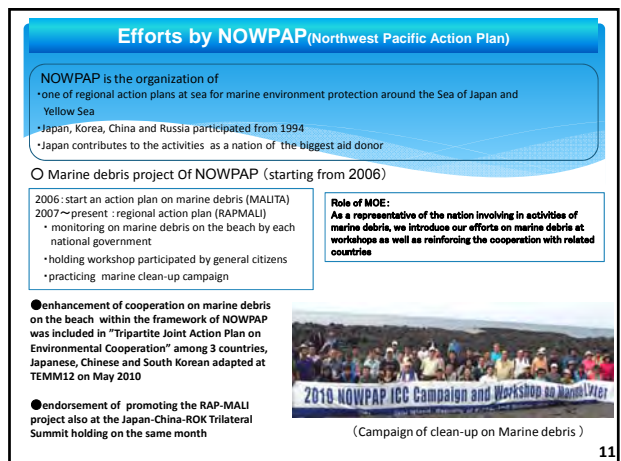 Efforts by NOWPAP(Northwest Pacific Action Plan)
NOWPAP is the organization of
・one of regional action plans at sea for marine environment protection around the Sea of Japan and
Yellow Sea
・Japan, Korea, China and Russia participated from 1994
・Japan contributes to the activities as a nation of the biggest aid donor
○ Marine debris project Of NOWPAP (starting from 2006)
2006:start an action plan on marine debris (MALITA)
2007～present :regional action plan (RAPMALI)
・ monitoring on marine debris on the beach by each
national government
・holding workshop participated by general citizens
・practicing marine clean-up campaign
Role of MOE:
As a representative of the nation involving in activities of
marine debris, we introduce our efforts on marine debris at
workshops as well as reinforcing the cooperation with related
countries
●enhancement of cooperation on marine debris
on the beach within the framework of NOWPAP
was included in "Tripartite Joint Action Plan on
Environmental Cooperation" among 3 countries,
Japanese, Chinese and South Korean adapted at
TEMM12 on May 2010
●endorsement of promoting the RAP-MALI
project also at the Japan-China-ROK Trilateral
Summit holding on the same month
2010 NOWPAP ICC Campaign and Workshop on Marine Litter
(Campaign of clean-up on Marine debris )
11